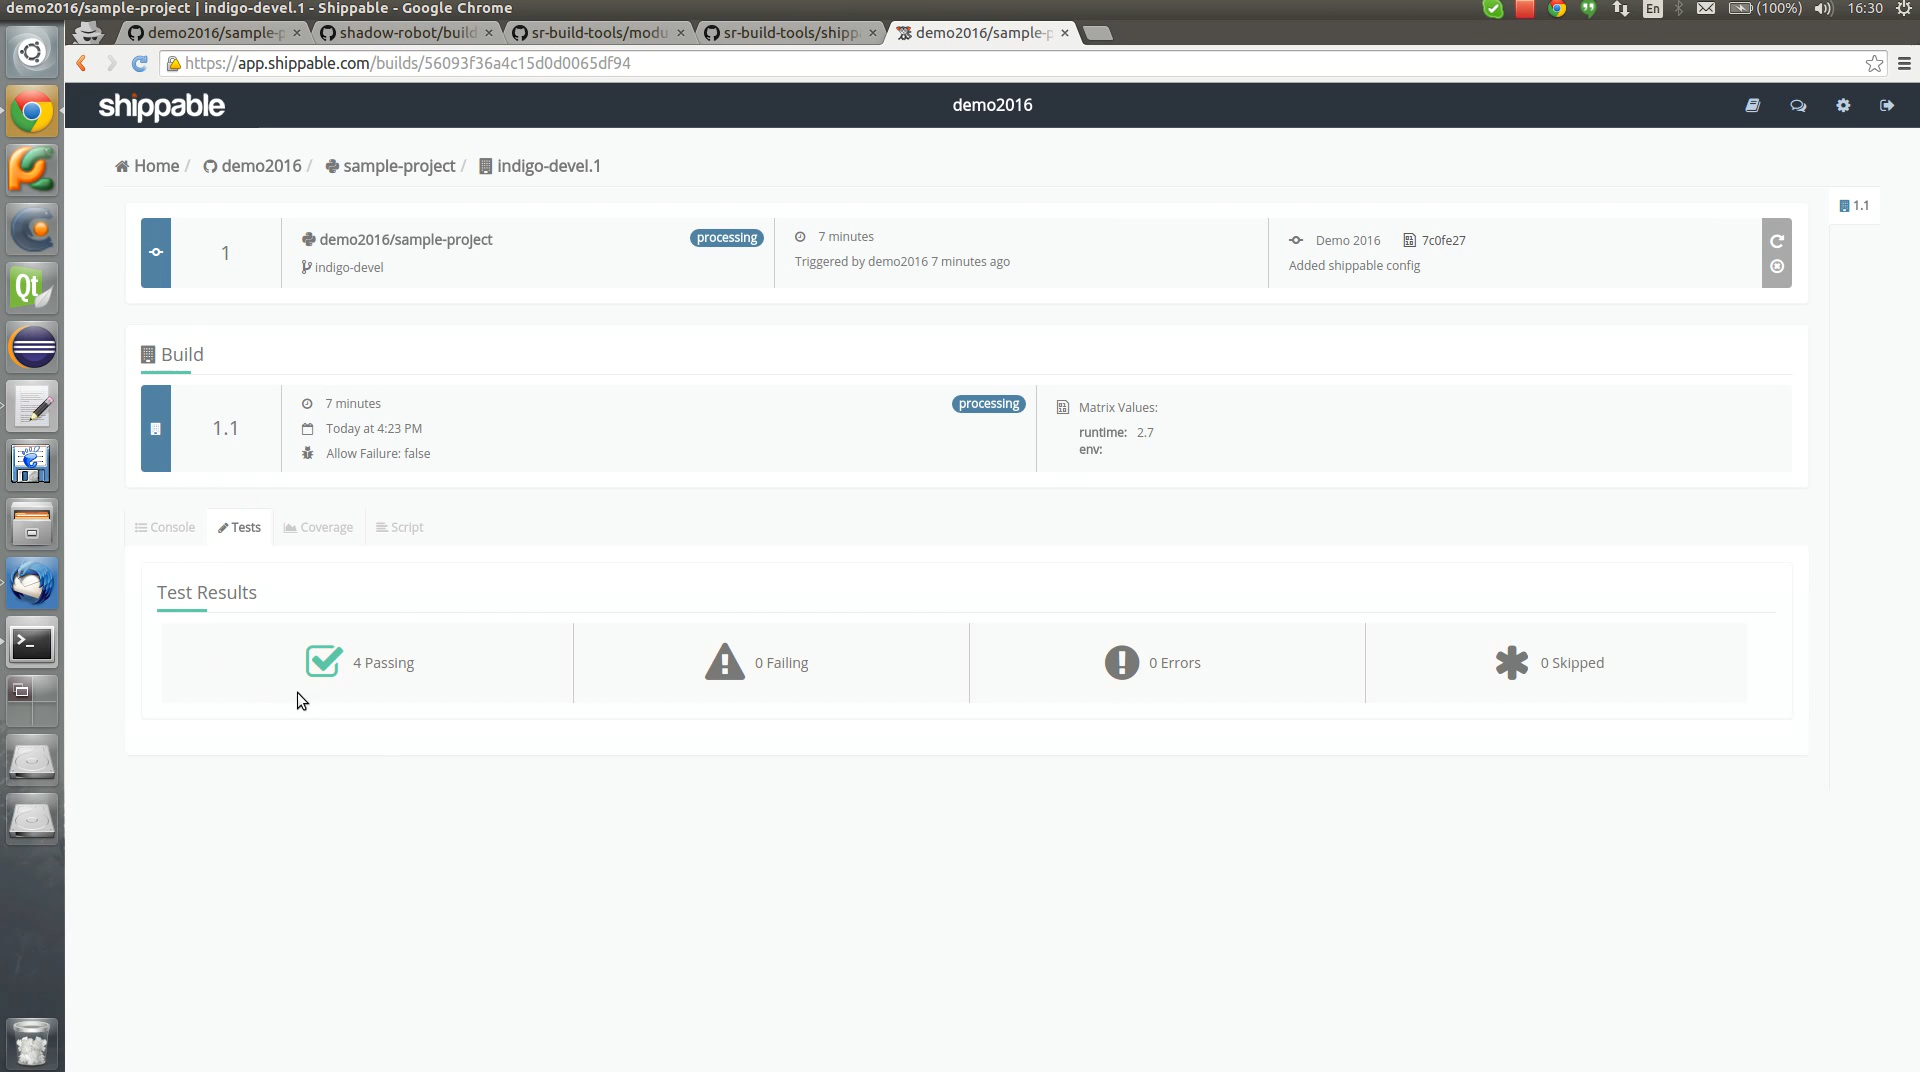 demo2016/sample-project | indigo-devel.1 - Shippable - Google Chrome
En
(100%)
16:30
demo2016/sample-p
shadow-robot/build
sr-build-tools/modu
sr-build-tools/shipp
demo2016/sample-p
https://app.shippable.com/builds/56093f36a4c15d0d0065df94
shippable
demo2016
Home / demo2016 / sample-project / indigo-devel.1
1.1
1
demo2016/sample-project
processing
indigo-devel
7 minutes
Triggered by demo2016 7 minutes ago
Demo 2016 7c0fe27
Added shippable config
Build
1.1
7 minutes
processing
Today at 4:23 PM
Allow Failure: false
Matrix Values:
runtime: 2.7
env:
Console
Tests
Coverage
Script
Test Results
4 Passing
0 Failing
0 Errors
0 Skipped
Qt
>_